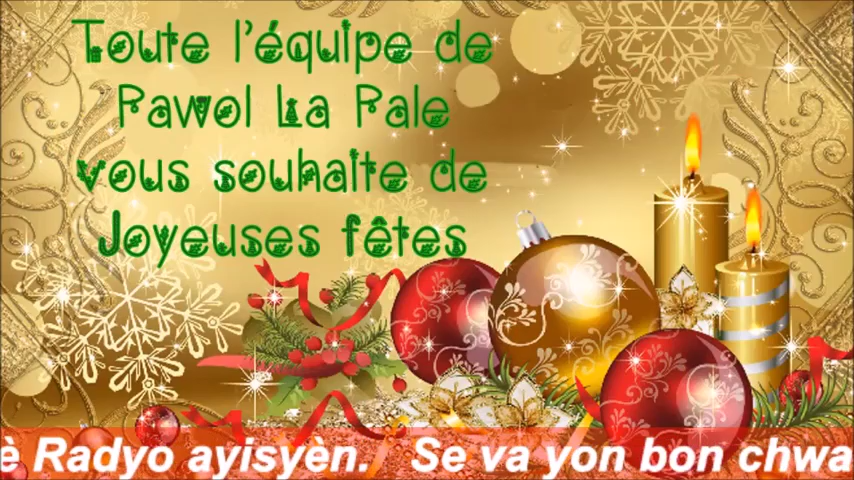 Toute l'équipe de
Pawol La Pale
vous souhaite de
Joyeuses fêtes
è Radyo ayisyèn. Se va yon bon chwa